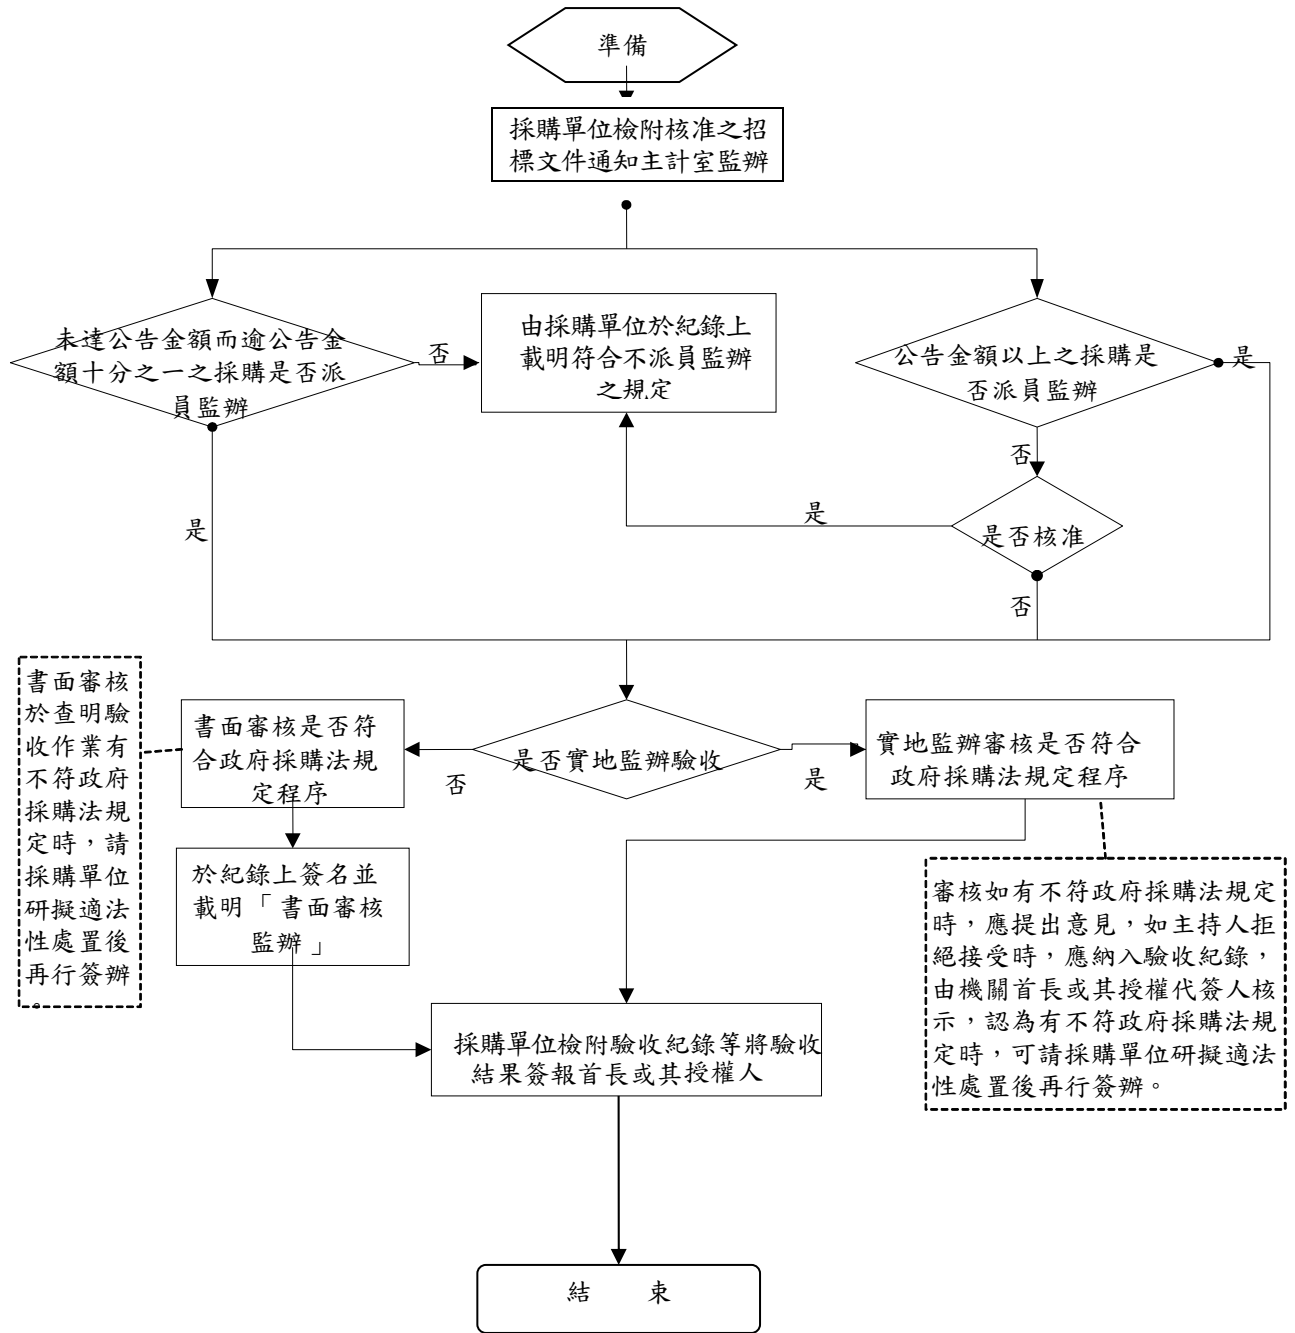 準備
採購單位檢附核准之招
標文件通知主計室監辦
未達公告金額而逾公告金
額十分之一之採購是否派
員監辦
否
由採購單位於紀錄上
載明符合不派員監辦
之規定
公告金額以上之採購是
否派員監辦
是
否
是
是
是否核准
否
書面審核
於查明驗
收作業有
不符政府
採購法規
定時，請
採購單位
研擬適法
性處置後
再行簽辦
。
書面審核是否符
合政府採購法規
定程序
否
是否實地監辦驗收
是
實地監辦審核是否符合
政府採購法規定程序
於紀錄上簽名並
載明「書面審核
監辦」
審核如有不符政府採購法規定
時，應提出意見，如主持人拒
絕接受時，應納入驗收紀錄，
由機關首長或其授權代簽人核
示，認為有不符政府採購法規
定時，可請採購單位研擬適法
性處置後再行簽辦。
採購單位檢附驗收紀錄等將驗收
結果簽報首長或其授權人
結 束